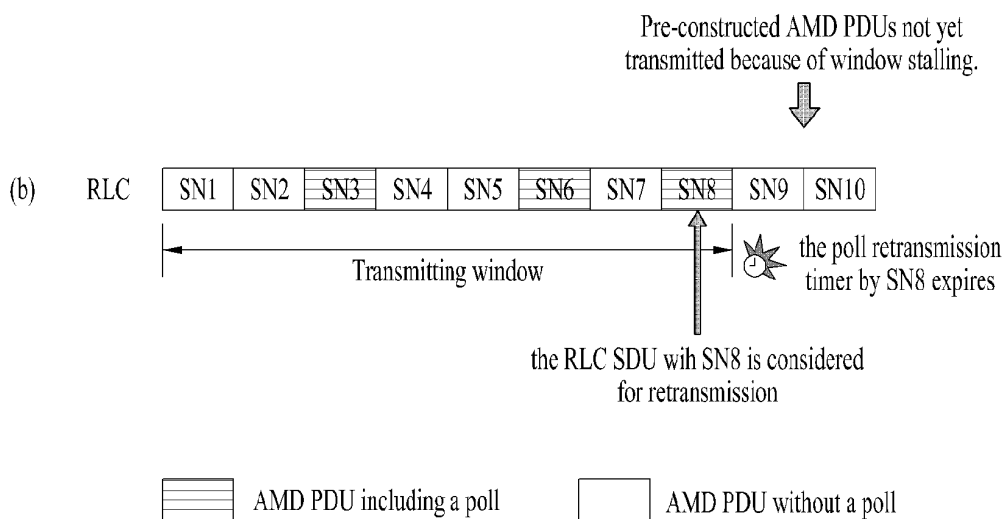 Pre-constructed AMD PDUs not yet
transmitted because of window stalling.
(b) RLC SN1 SN2 SN3 SN4 SN5 SN6 SN7 SN8 SN9 SN10
Transmitting window
the poll retransmission
timer by SN8 expires
the RLC SDU wih SN8 is considered
for retransmission
AMD PDU including a poll
AMD PDU without a poll